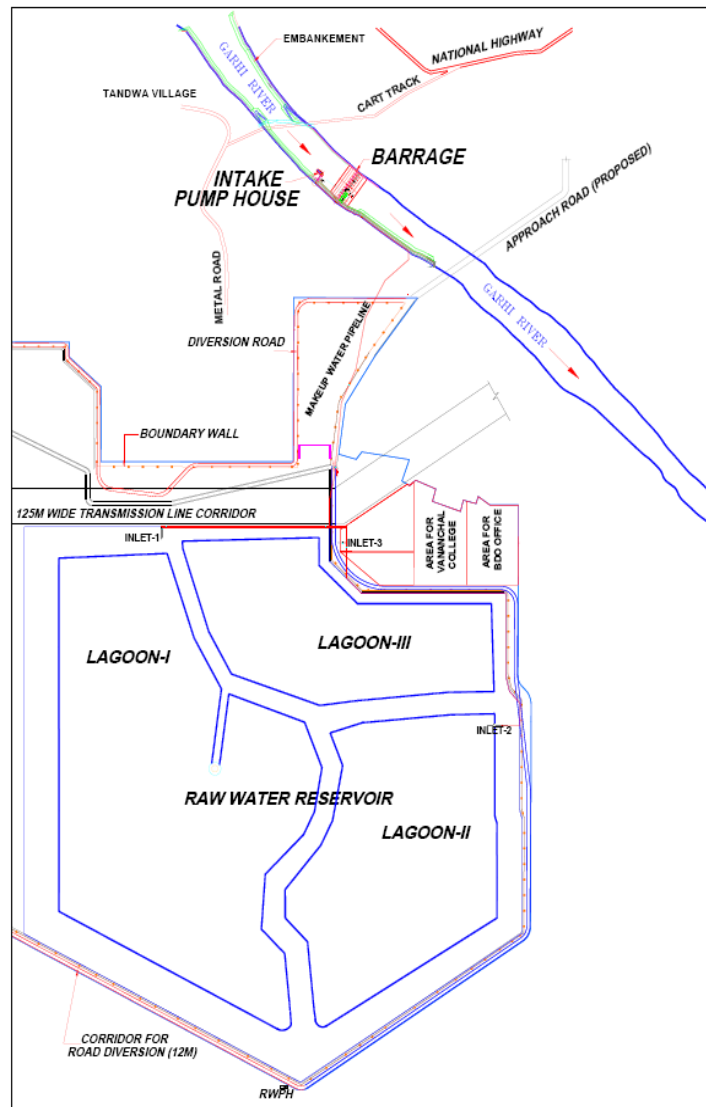 EMBANKEMENT
NATIONAL HIGHWAY
GARHI RIVER
CART TRACK
TANDWA VILLAGE
BARRAGE
INTAKE
PUMP HOUSE
APPROACH ROAD (PROPOSED)
METAL ROAD
GARHI RIVER
DIVERSION ROAD
MAKEUP WATER PIPELINE
BOUNDARY WALL
125M WIDE TRANSMISSION LINE CORRIDOR
INLET-1
INLET-3
AREA FOR
VANANCHAL
COLLEGE
AREA FOR
BDO OFFICE
LAGOON-I
LAGOON-III
INLET-2
RAW WATER RESERVOIR
LAGOON-II
CORRIDOR FOR
ROAD DIVERSION (12M)
RWPH